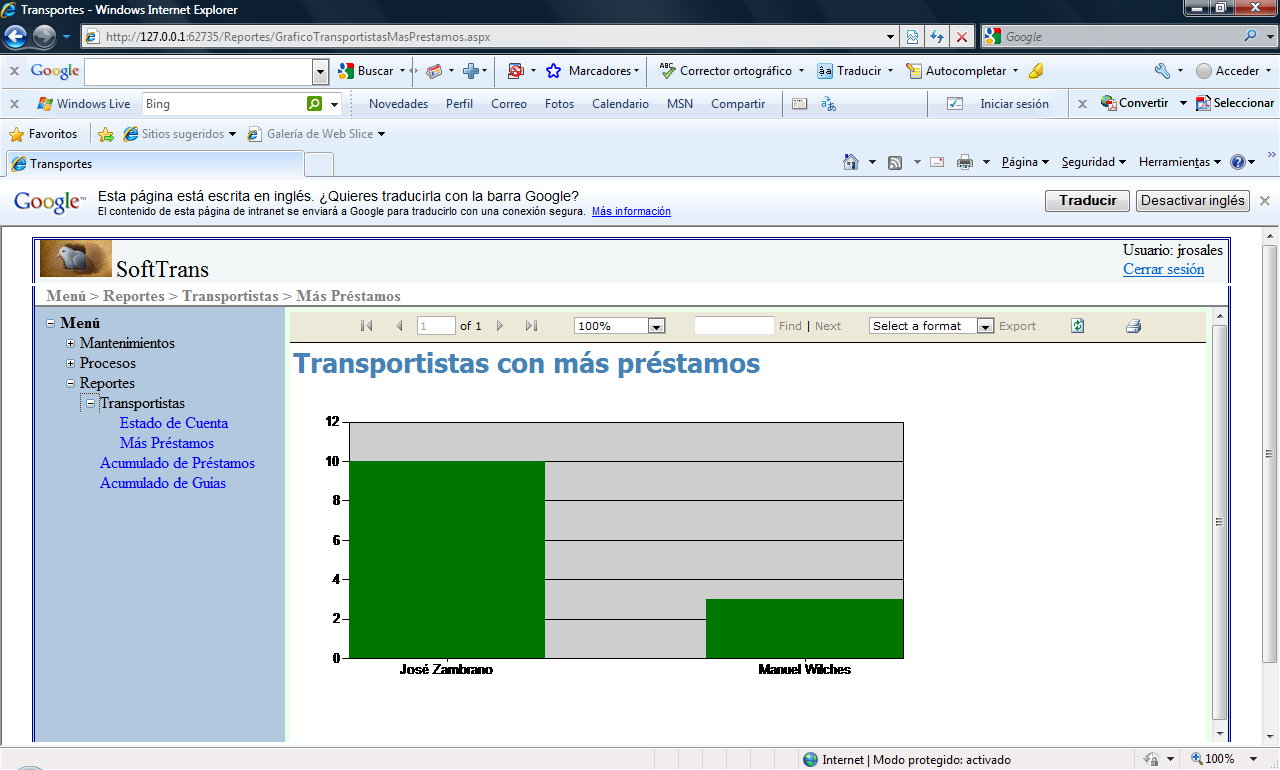 Transportes - Windows Internet Explorer
http://127.0.0.1:62735/Reportes/GraficoTransportistasMasPrestamos.aspx
Google
x Google Buscar Marcadores ABC Corrector ortográfico aa Traducir Autocompletar Acceder
x Windows Live Bing Novedades Perfil Correo Fotos Calendario MSN Compartir Iniciar sesión x Convertir Seleccionar
Favoritos Sitios sugeridos Galería de Web Slice
Transportes Página Seguridad Herramientas »
Google™ Esta página está escrita en inglés. ¿Quieres traducirla con la barra Google? Traducir Desactivar inglés
El contenido de esta página de intranet se enviará a Google para traducirlo con una conexión segura. Más información
SoftTrans
Usuario: jrosales
Cerrar sesión
Menú > Reportes > Transportistas > Más Préstamos
Menú
Mantenimientos
Procesos
Reportes
Transportistas
Estado de Cuenta
Más Préstamos
Acumulado de Préstamos
Acumulado de Guias
1 of 1 100% Find | Next Select a format Export
Transportistas con más préstamos
12
10
8
6
4
2
0
José Zambrano Manuel Wilches
Internet | Modo protegido: activado 100%